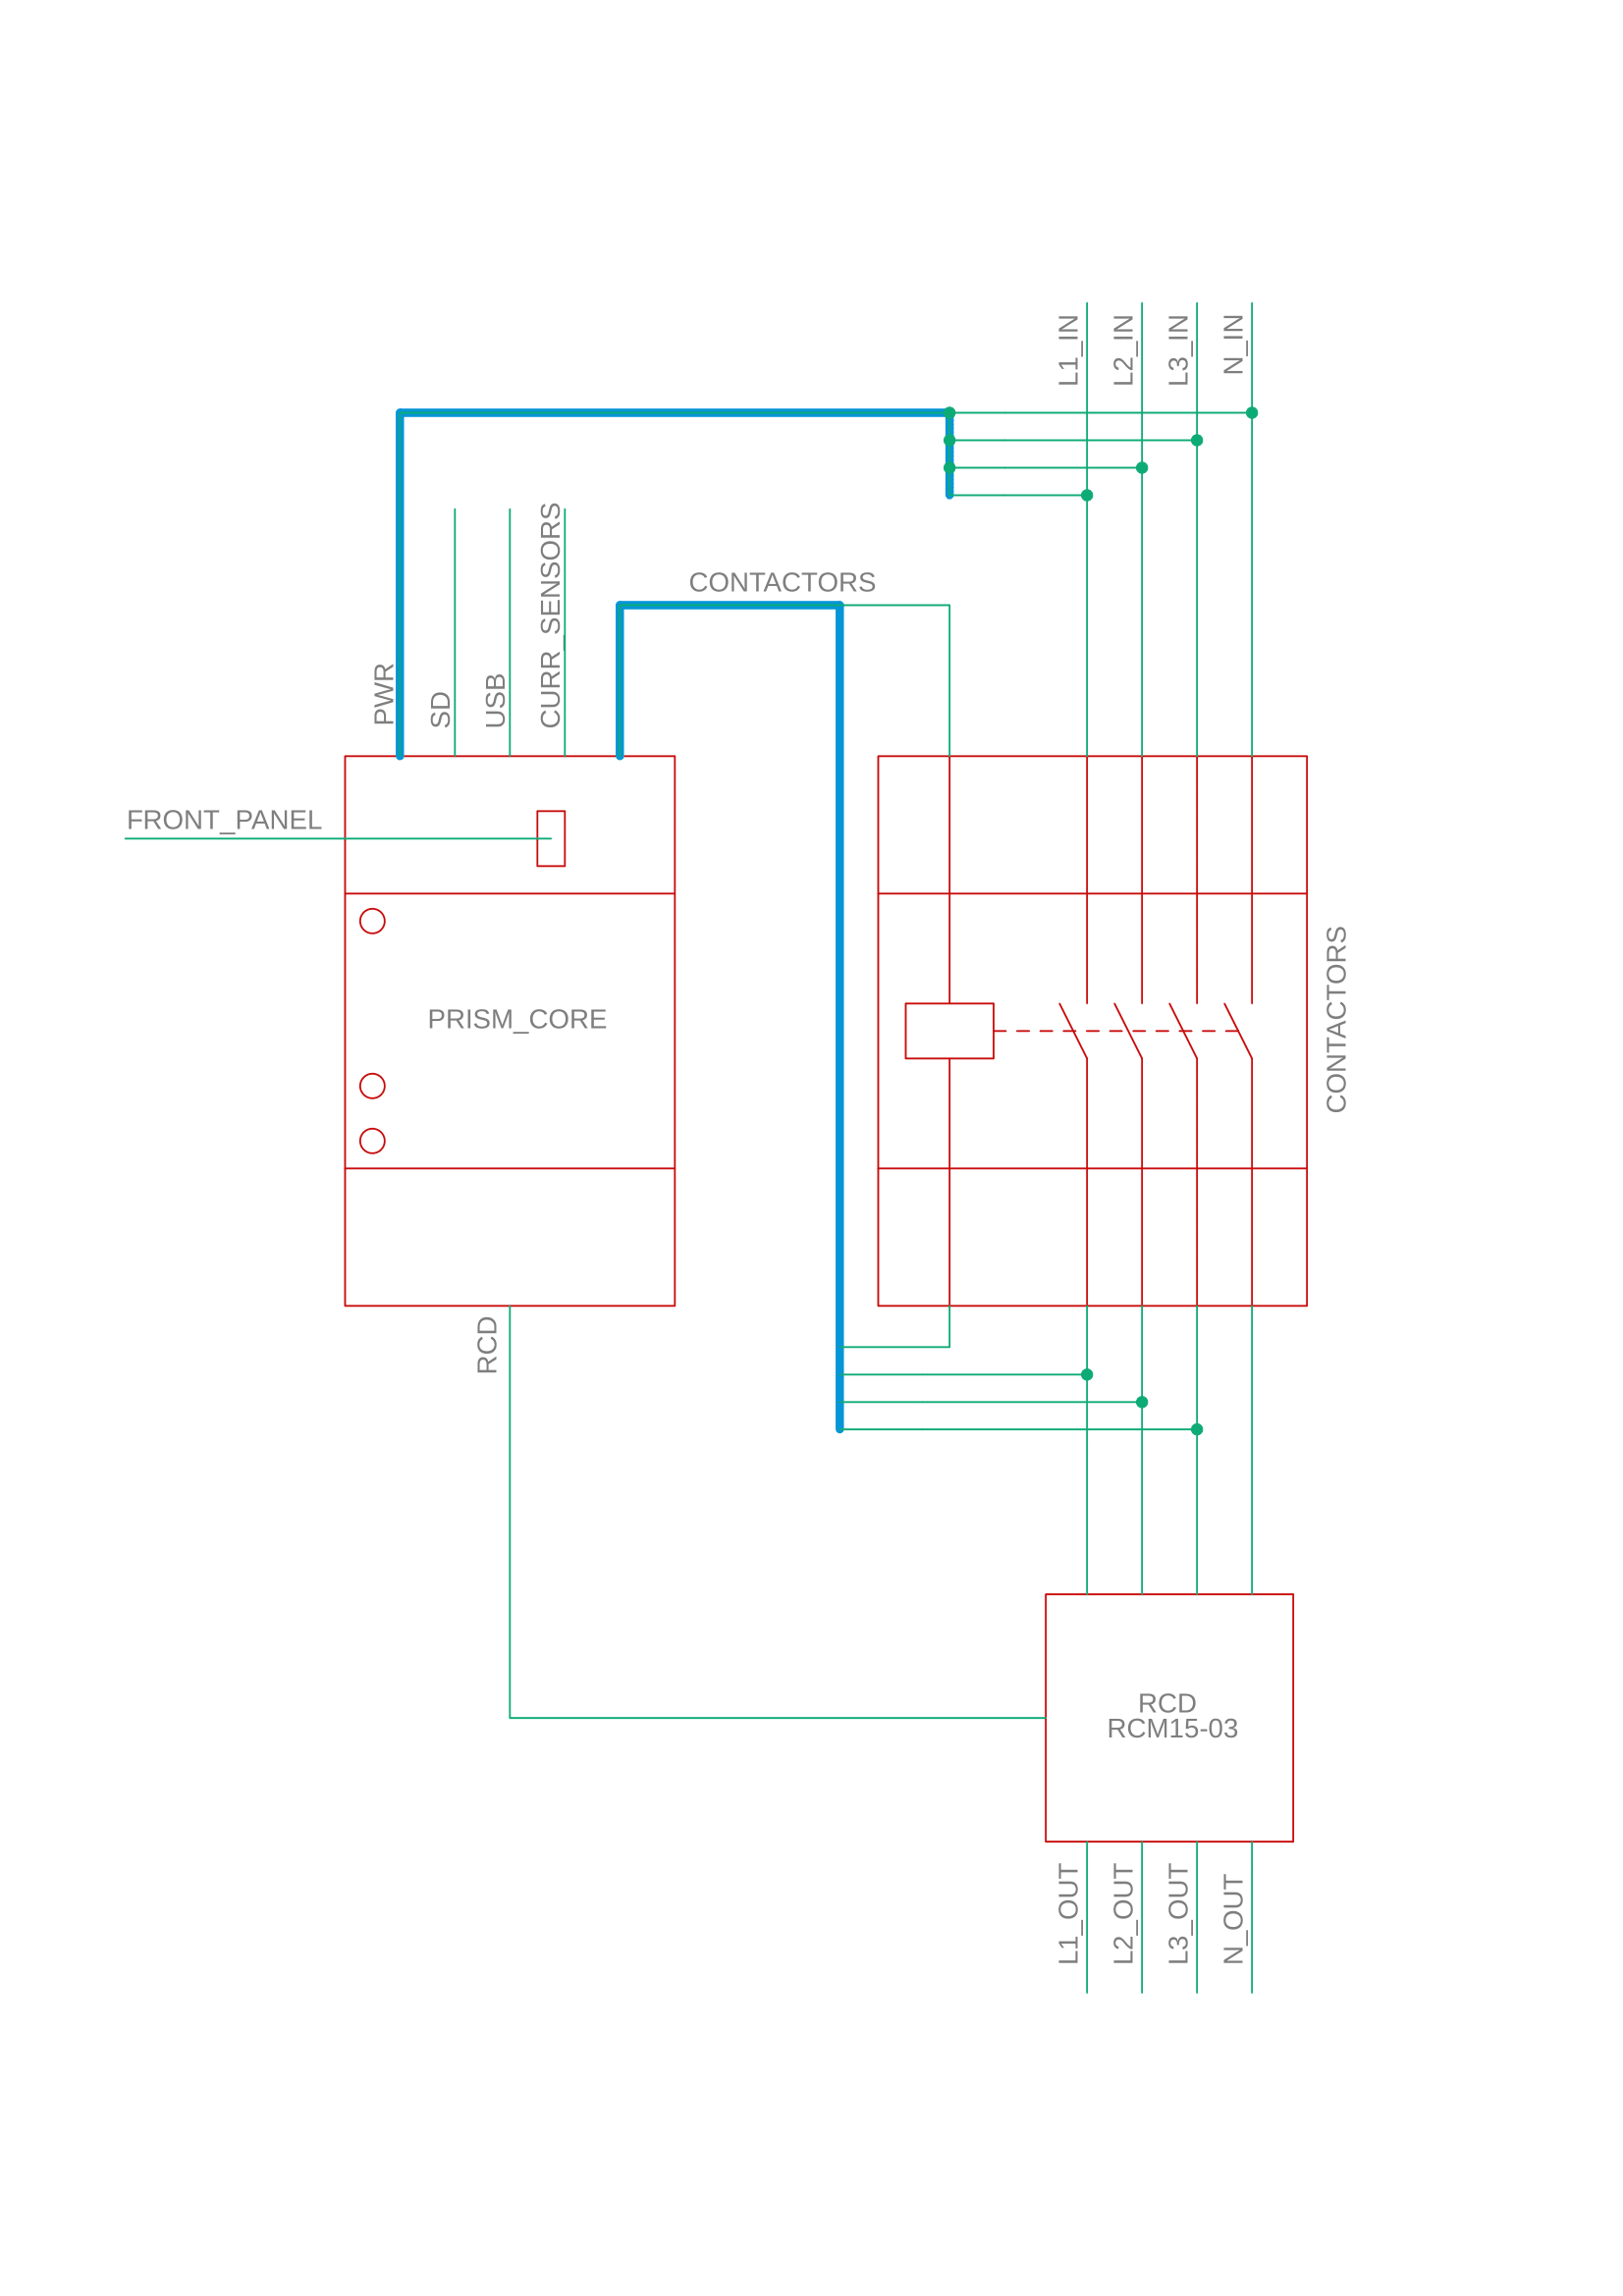 L1_IN
L2_IN
L3_IN
N_IN
CONTACTORS
PWR
SD
USB
CURR_SENSORS
FRONT_PANEL
PRISM_CORE
CONTACTORS
RCD
RCD
RCM15-03
L1_OUT
L2_OUT
L3_OUT
N_OUT